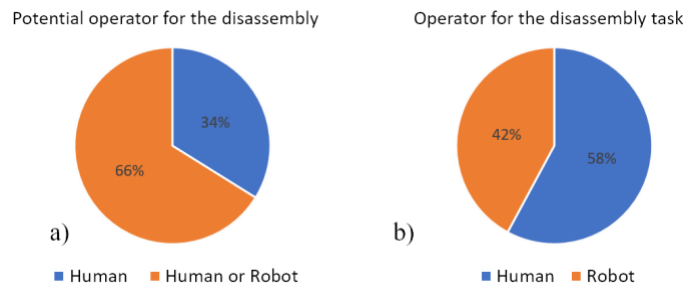 Potential operator for the disassembly
34%
66%
a)
Human
Human or Robot
Operator for the disassembly task
42%
58%
b)
Human
Robot